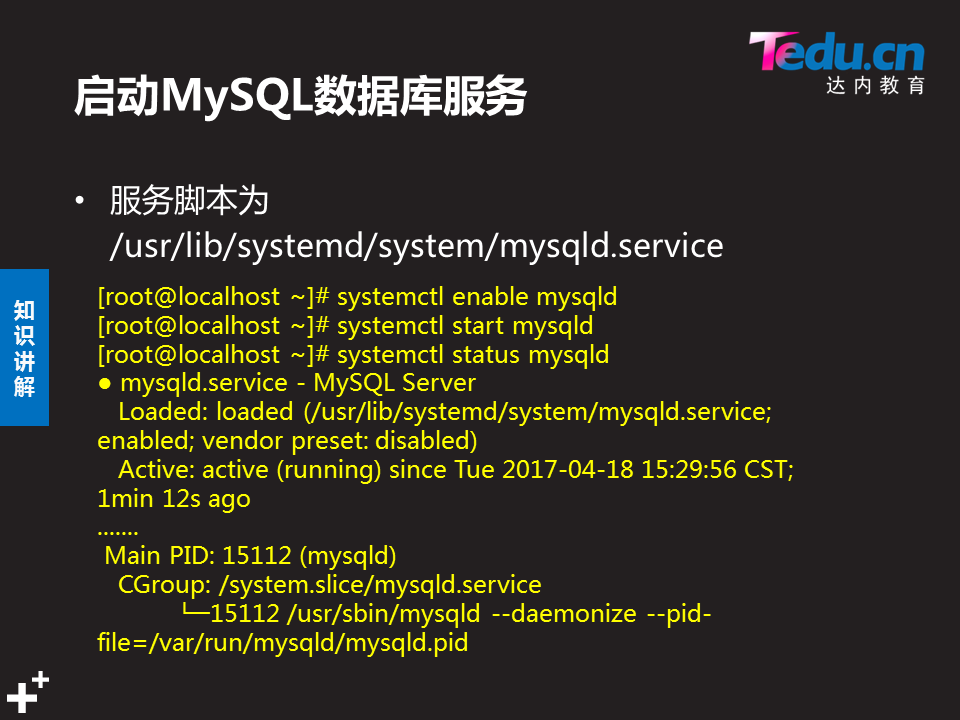 Tedu.cn
达内教育
启动MySQL数据库服务
• 服务脚本为
/usr/lib/systemd/system/mysqld.service
知识讲解
[root@localhost ~]# systemctl enable mysqld
[root@localhost ~]# systemctl start mysqld
[root@localhost ~]# systemctl status mysqld
● mysqld.service - MySQL Server
Loaded: loaded (/usr/lib/systemd/system/mysqld.service;
enabled; vendor preset: disabled)
Active: active (running) since Tue 2017-04-18 15:29:56 CST;
1min 12s ago
.......
Main PID: 15112 (mysqld)
CGroup: /system.slice/mysqld.service
└─15112 /usr/sbin/mysqld --daemonize --pid-
file=/var/run/mysqld/mysqld.pid